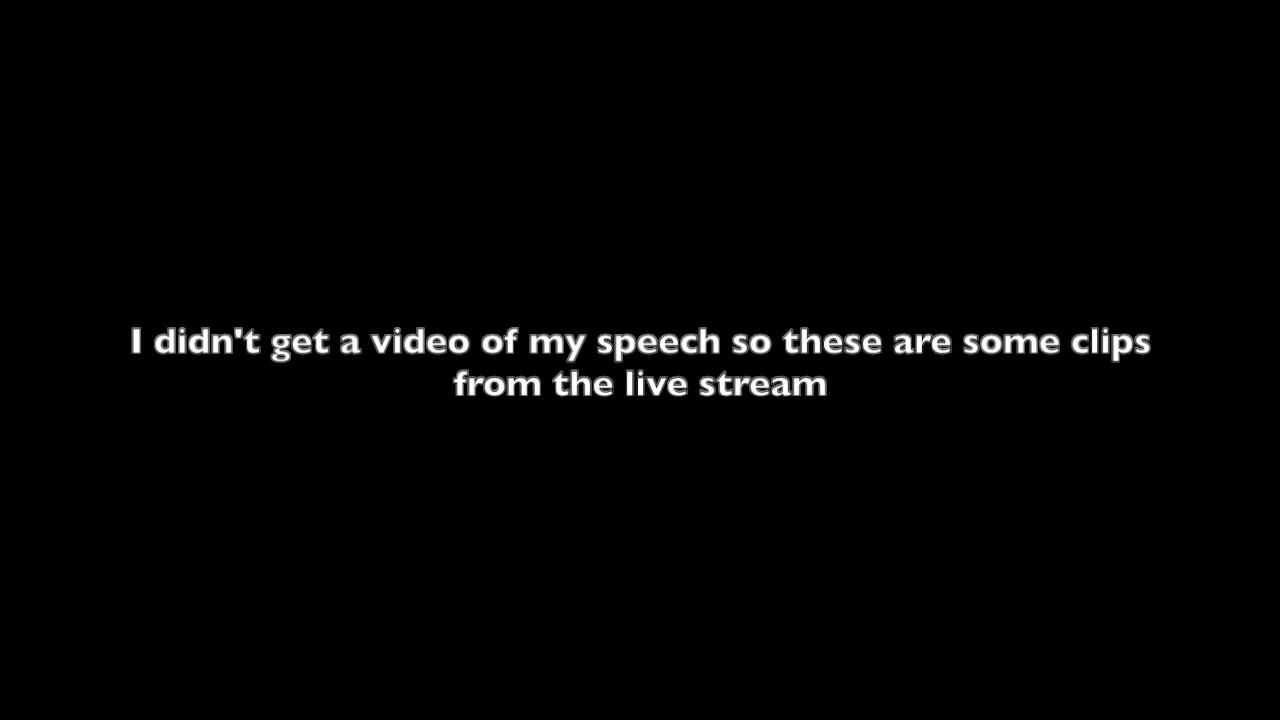 I didn't get a video of my speech so these are some clips
from the live stream